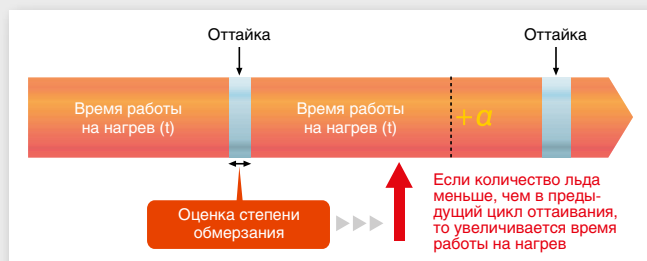 Оттайка
Оттайка
Время работы
на нагрев (t)
Время работы
на нагрев (t)
+α
Оценка степени
обмерзания
Если количество льда
меньше, чем в преды-
дущий цикл оттаивания,
то увеличивается время
работы на нагрев